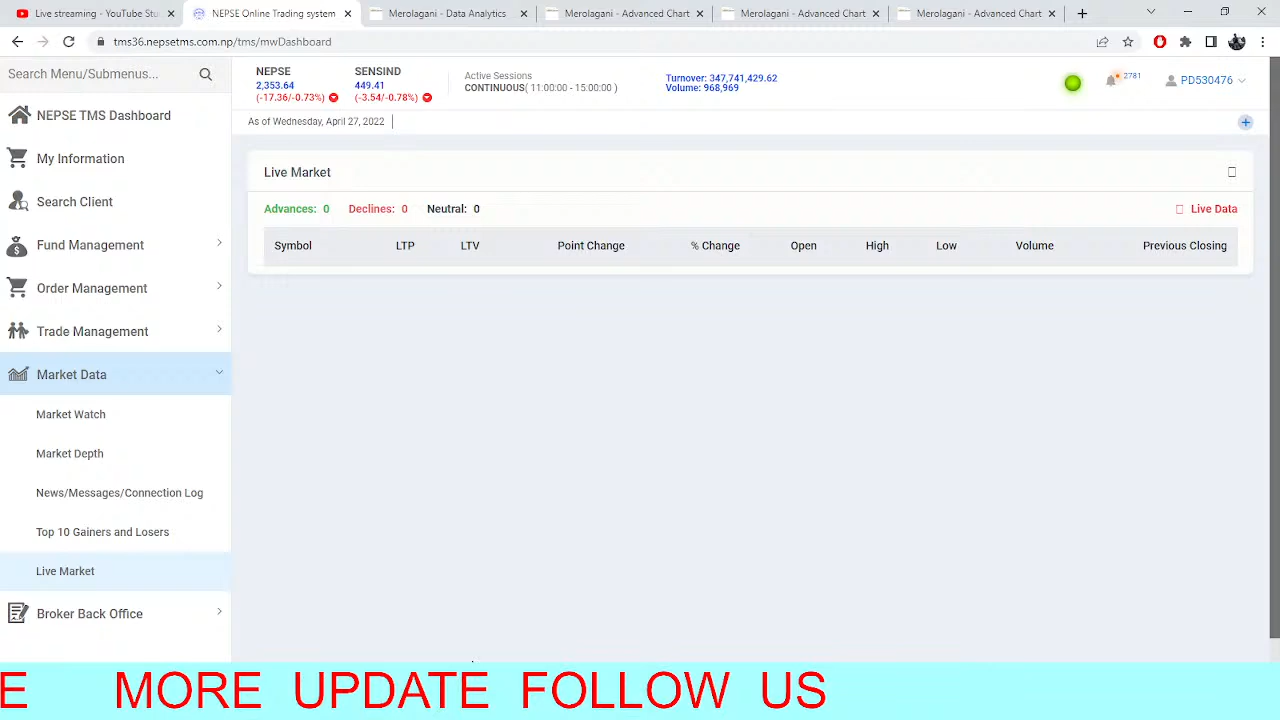 Live streaming - YouTube Stu
NEPSE Online Trading system
Merolagani - Data Analytics
Merolagani - Advanced Chart
Merolagani - Advanced Chart
Merolagani - Advanced Chart
tms36.nepsetms.com.np/tms/mwDashboard
Search Menu/Submenus...
NEPSE SENSIND
2,353.64 449.41
(-17.36/-0.73%) (-3.54/-0.78%)
Active Sessions
CONTINUOUS( 11:00:00 - 15:00:00 )
Turnover: 347,741,429.62
Volume: 968,969
2781
PD530476
As of Wednesday, April 27, 2022
NEPSE TMS Dashboard
My Information
Search Client
Fund Management
Order Management
Trade Management
Market Data
Market Watch
Market Depth
News/Messages/Connection Log
Top 10 Gainers and Losers
Live Market
Broker Back Office
Live Market
Advances: 0 Declines: 0 Neutral: 0 Live Data
Symbol LTP LTV Point Change % Change Open High Low Volume Previous Closing
E MORE UPDATE FOLLOW US